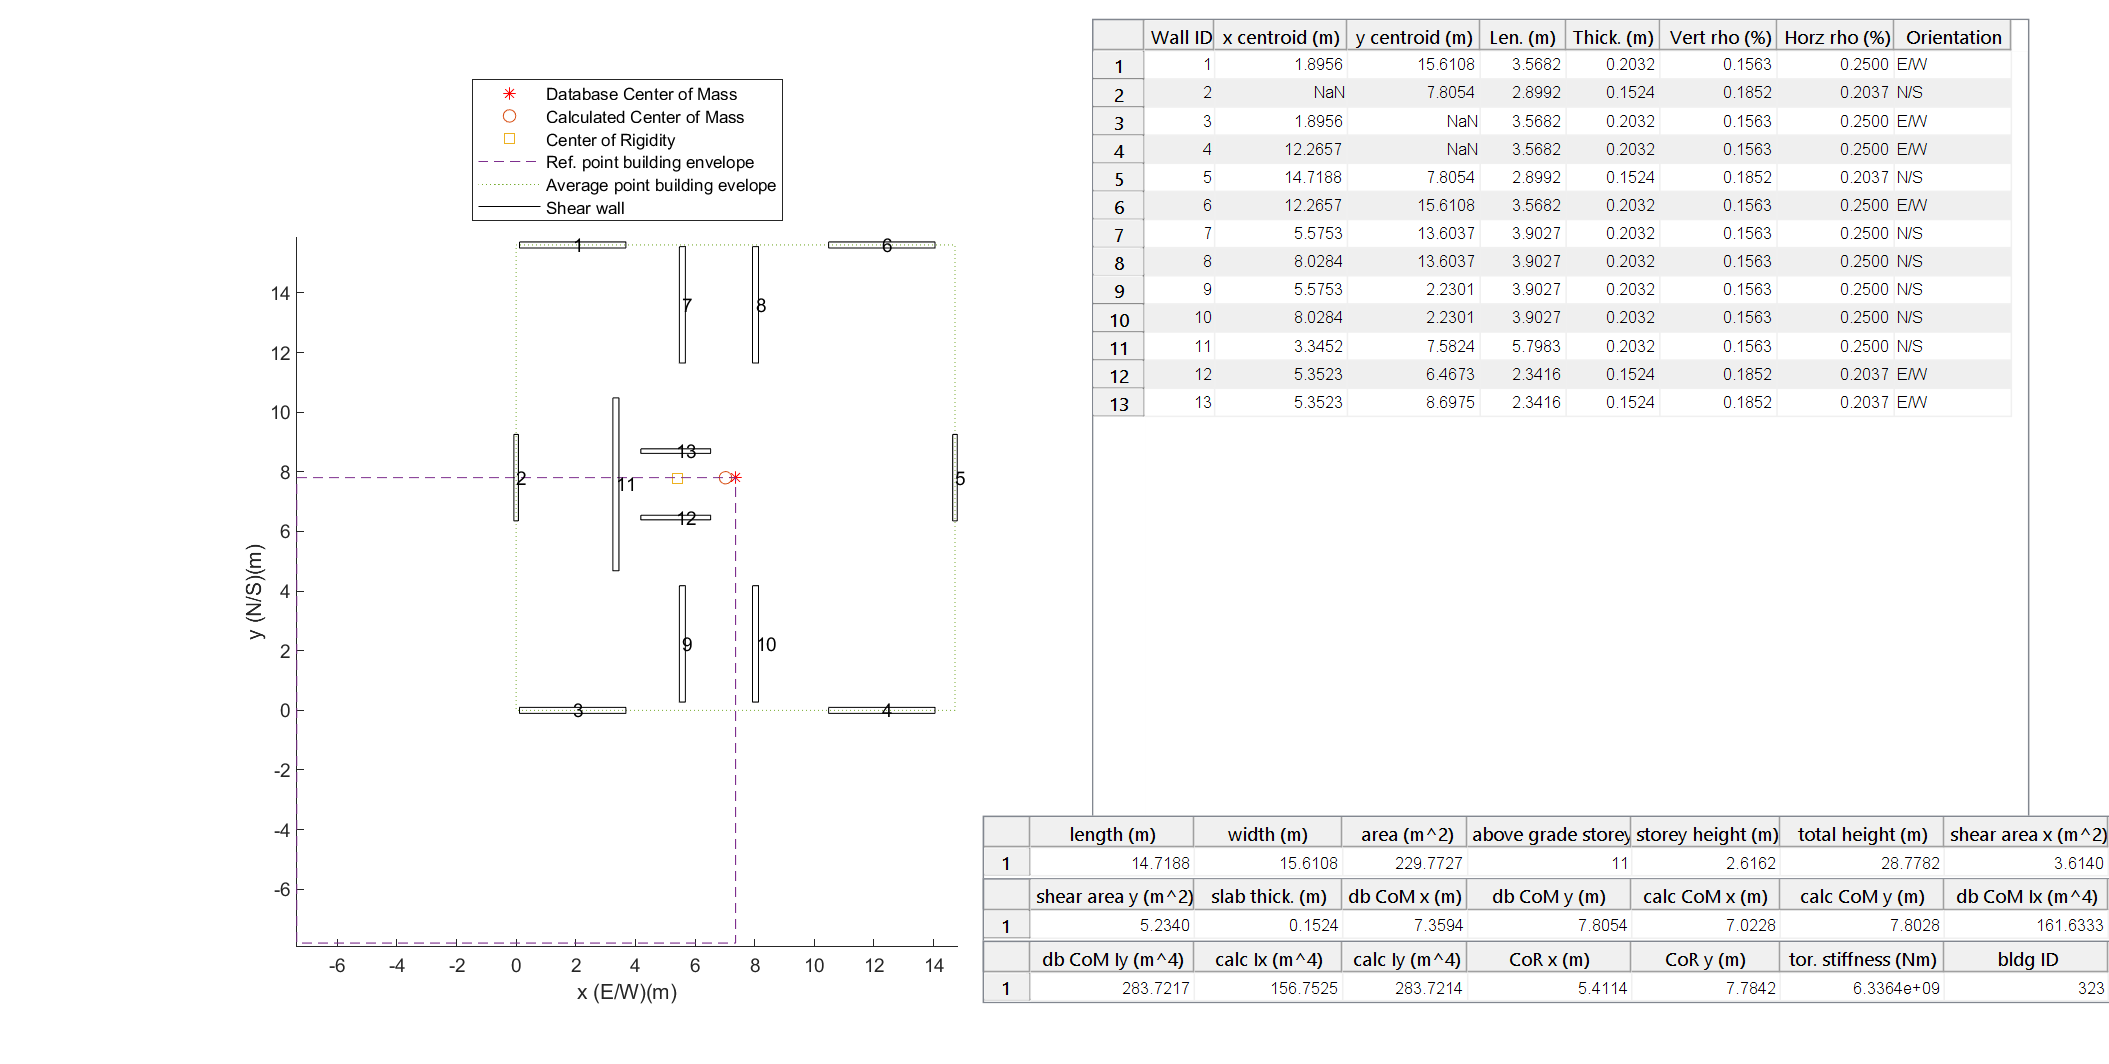 Database Center of Mass
Calculated Center of Mass
Center of Rigidity
Ref. point building envelope
Average point building evelope
Shear wall
1
6
7
8
14
12
10
8
6
4
2
0
-2
-4
-6
13
2
11
5
12
9
10
3
4
y (N/S)(m)
-6 -4 -2 0 2 4 6 8 10 12 14
x (E/W)(m)
Wall ID x centroid (m) y centroid (m) Len. (m) Thick. (m) Vert rho (%) Horz rho (%) Orientation
1 1 1.8956 15.6108 3.5682 0.2032 0.1563 0.2500 E/W
2 2 NaN 7.8054 2.8992 0.1524 0.1852 0.2037 N/S
3 3 1.8956 NaN 3.5682 0.2032 0.1563 0.2500 E/W
4 4 12.2657 NaN 3.5682 0.2032 0.1563 0.2500 E/W
5 5 14.7188 7.8054 2.8992 0.1524 0.1852 0.2037 N/S
6 6 12.2657 15.6108 3.5682 0.2032 0.1563 0.2500 E/W
7 7 5.5753 13.6037 3.9027 0.2032 0.1563 0.2500 N/S
8 8 8.0284 13.6037 3.9027 0.2032 0.1563 0.2500 N/S
9 9 5.5753 2.2301 3.9027 0.2032 0.1563 0.2500 N/S
10 10 8.0284 2.2301 3.9027 0.2032 0.1563 0.2500 N/S
11 11 3.3452 7.5824 5.7983 0.2032 0.1563 0.2500 N/S
12 12 5.3523 6.4673 2.3416 0.1524 0.1852 0.2037 E/W
13 13 5.3523 8.6975 2.3416 0.1524 0.1852 0.2037 E/W
length (m) width (m) area (m^2) above grade storey storey height (m) total height (m) shear area x (m^2)
1 14.7188 15.6108 229.7727 11 2.6162 28.7782 3.6140
shear area y (m^2) slab thick. (m) db CoM x (m) db CoM y (m) calc CoM x (m) calc CoM y (m) db CoM Ix (m^4)
1 5.2340 0.1524 7.3594 7.8054 7.0228 7.8028 161.6333
db CoM Iy (m^4) calc Ix (m^4) calc Iy (m^4) CoR x (m) CoR y (m) tor. stiffness (Nm) bldg ID
1 283.7217 156.7525 283.7214 5.4114 7.7842 6.3364e+09 323